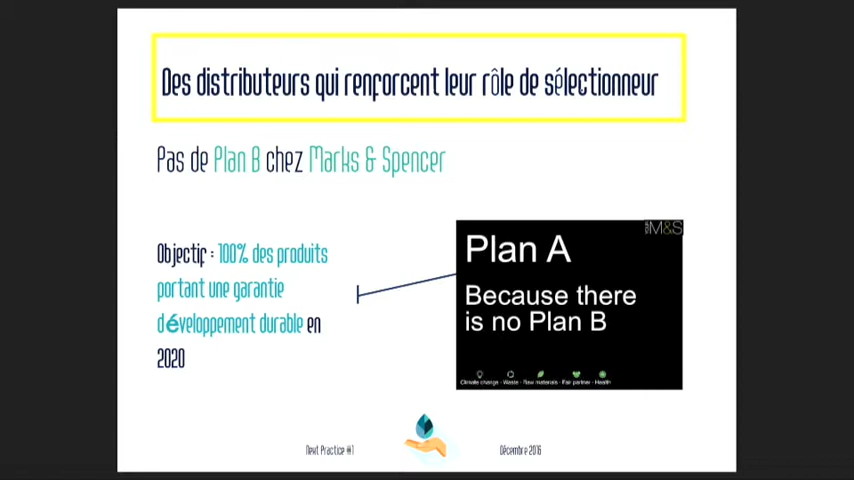 Des distributeurs qui renforcent leur rôle de sélectionneur
Pas de Plan B chez Marks & Spencer
Objectif : 100% des produits
portant une garantie
développement durable en
2020
M&S
Plan A
Because there
is no Plan B
Climate change - Waste - Raw materials - Fair partner - Health
Next Practice #1
Décembre 2016